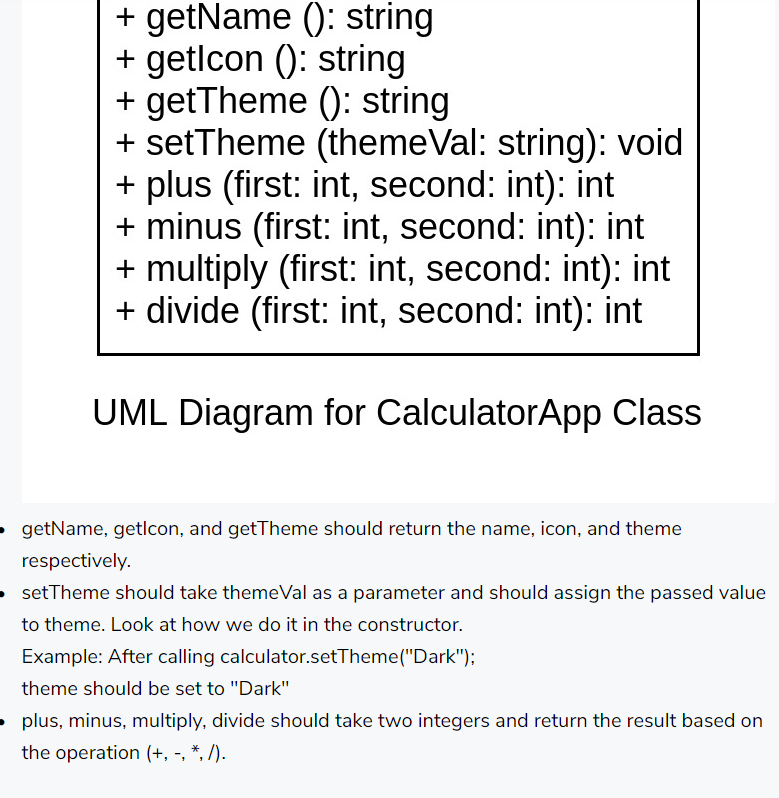 + getName (): string
+ getIcon (): string
+ getTheme (): string
+ setTheme (themeVal: string): void
+ plus (first: int, second: int): int
+ minus (first: int, second: int): int
+ multiply (first: int, second: int): int
+ divide (first: int, second: int): int
UML Diagram for CalculatorApp Class
• getName, getIcon, and getTheme should return the name, icon, and theme
respectively.
• setTheme should take themeVal as a parameter and should assign the passed value
to theme. Look at how we do it in the constructor.
Example: After calling calculator.setTheme("Dark");
theme should be set to "Dark"
• plus, minus, multiply, divide should take two integers and return the result based on
the operation (+, -, *, /).